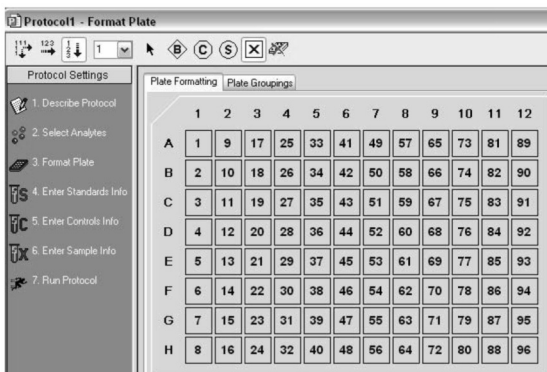 Protocol1 - Format Plate
111 123 123 1 B C S X
Protocol Settings
Plate Formatting Plate Groupings
1. Describe Protocol
2. Select Analytes
3. Format Plate
S 4. Enter Standards Info
C 5. Enter Controls Info
X 6. Enter Sample Info
7. Run Protocol
1 2 3 4 5 6 7 8 9 10 11 12
A 1 9 17 25 33 41 49 57 65 73 81 89
B 2 10 18 26 34 42 50 58 66 74 82 90
C 3 11 19 27 35 43 51 59 67 75 83 91
D 4 12 20 28 36 44 52 60 68 76 84 92
E 5 13 21 29 37 45 53 61 69 77 85 93
F 6 14 22 30 38 46 54 62 70 78 86 94
G 7 15 23 31 39 47 55 63 71 79 87 95
H 8 16 24 32 40 48 56 64 72 80 88 96